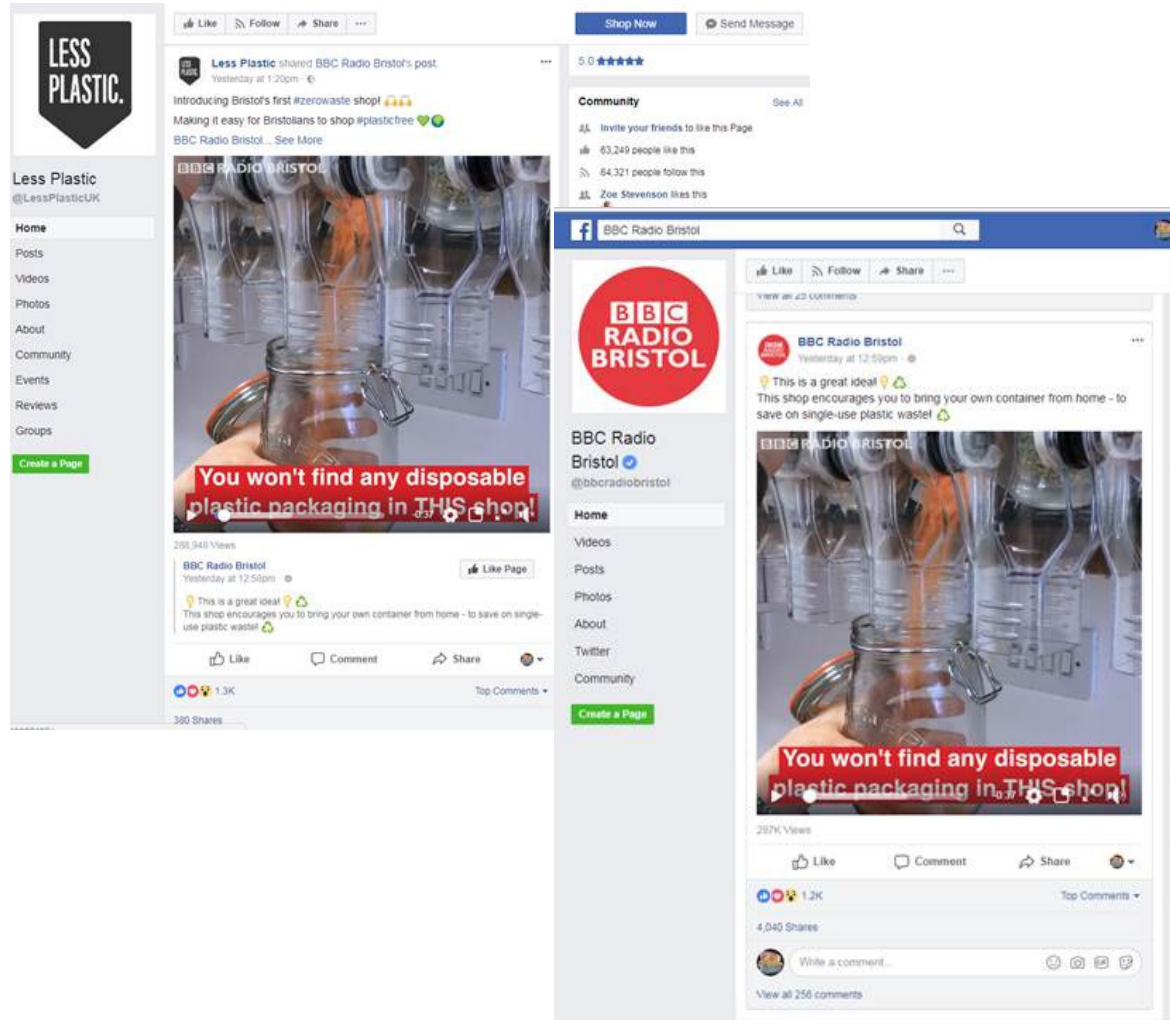 LESS
PLASTIC.
Less Plastic
@LessPlasticUK
Home
Posts
Videos
Photos
About
Community
Events
Reviews
Groups
Create a Page
Like Follow Share ...
Shop Now Send Message
LESS
PLASTIC.
Less Plastic shared BBC Radio Bristol's post.
Yesterday at 1:20pm ·
Introducing Bristol's first #zerowaste shop!
Making it easy for Bristolians to shop #plasticfree
BBC Radio Bristol... See More
BBC RADIO BRISTOL
You won't find any disposable
plastic packaging in THIS shop!
-0:37
288,948 Views
BBC Radio Bristol
Yesterday at 12:59pm ·
Like Page
This is a great idea!
This shop encourages you to bring your own container from home - to save on single-
use plastic waste!
Like Comment Share
1.3K Top Comments
380 Shares
5.0 ★★★★★
Community See All
Invite your friends to like this Page
63,249 people like this
64,321 people follow this
Zoe Stevenson likes this
f BBC Radio Bristol
BBC
RADIO
BRISTOL
BBC Radio
Bristol
@bbcradiobristol
Home
Videos
Posts
Photos
About
Twitter
Community
Create a Page
Like Follow Share ...
View all 25 comments
BBC Radio Bristol
Yesterday at 12:59pm ·
This is a great idea!
This shop encourages you to bring your own container from home - to
save on single-use plastic waste!
BBC RADIO BRISTOL
You won't find any disposable
plastic packaging in THIS shop!
-0:37
287K Views
Like Comment Share
1.2K Top Comments
4,040 Shares
Write a comment...
View all 256 comments